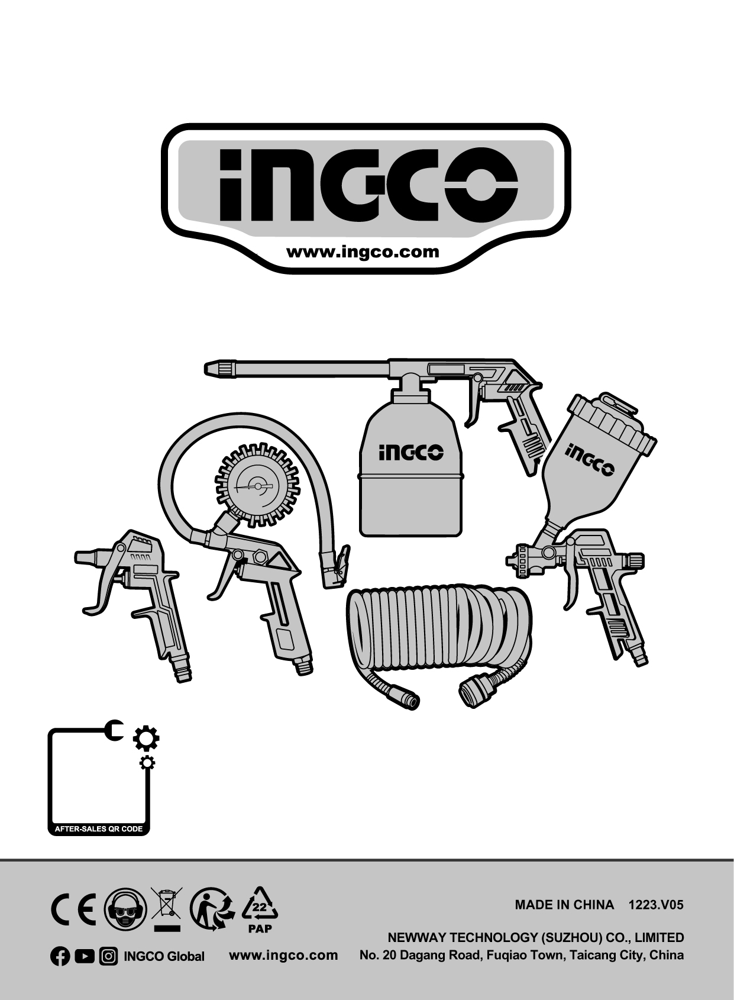 INGCO
www.ingco.com
INGCO
INGCO
AFTER-SALES QR CODE
CE
22
PAP
MADE IN CHINA 1223.V05
NEWWAY TECHNOLOGY (SUZHOU) CO., LIMITED
INGCO Global www.ingco.com No. 20 Dagang Road, Fuqiao Town, Taicang City, China